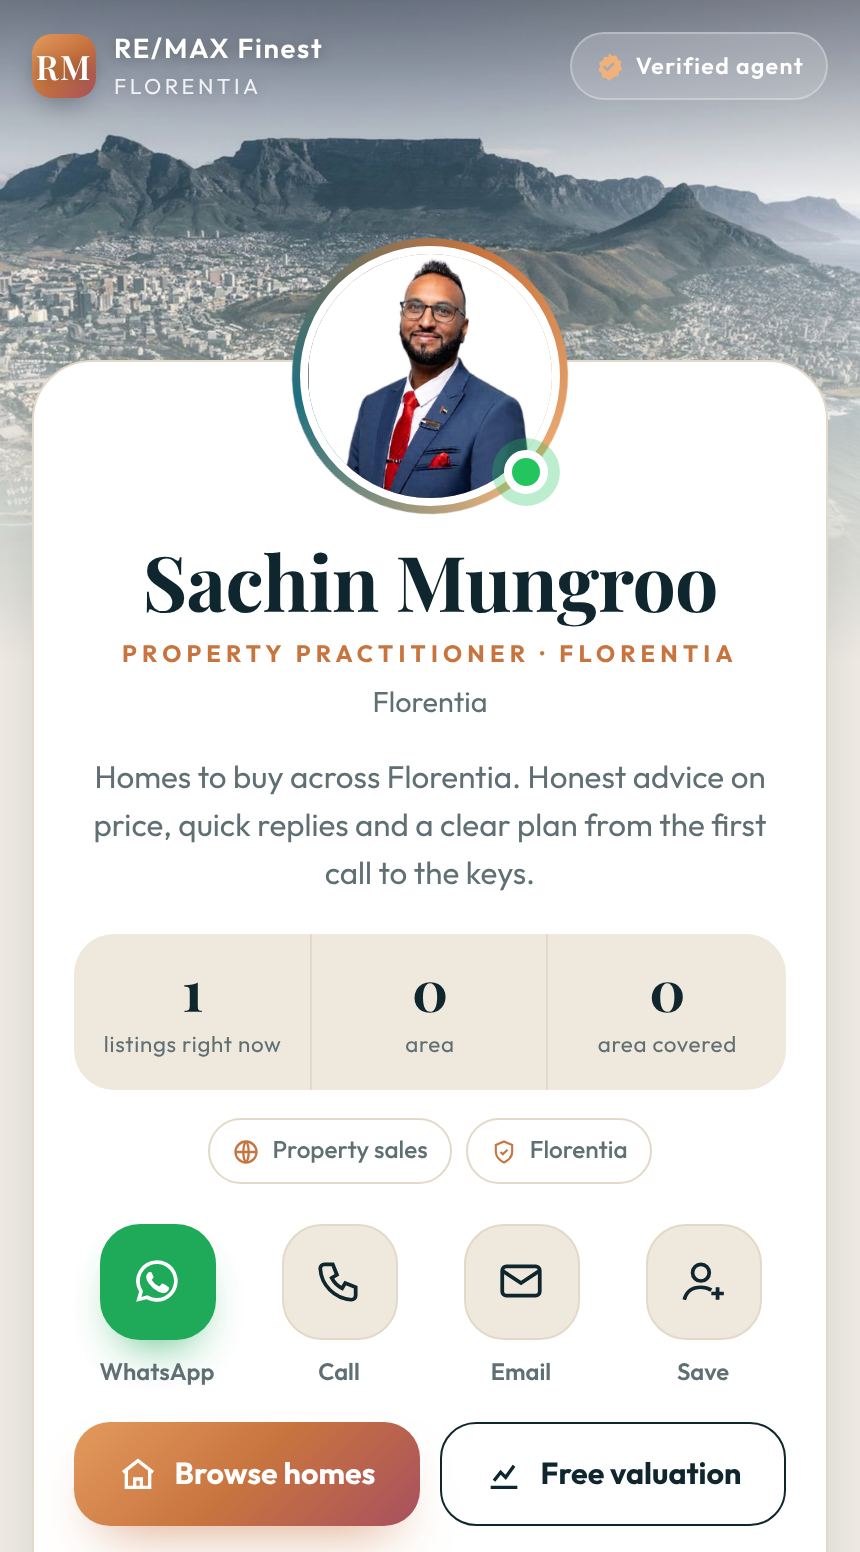 RM
RE/MAX Finest
FLORENTIA
Verified agent
Sachin Mungroo
PROPERTY PRACTITIONER · FLORENTIA
Florentia
Homes to buy across Florentia. Honest advice on
price, quick replies and a clear plan from the first
call to the keys.
1 0 0
listings right now area area covered
Property sales Florentia
WhatsApp Call Email Save
Browse homes Free valuation